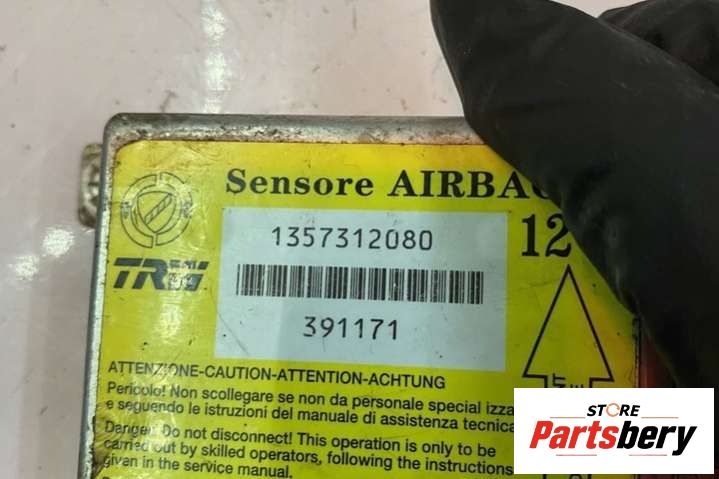 Sensore AIRBAG
1357312080
12
TRW
391171
ATTENZIONE-CAUTION-ATTENTION-ACHTUNG
Pericolo! Non scollegare se non da personale special izza
e seguendo le istruzioni del manuale di assistenza tecnica
Danger! Do not disconnect! This operation is only to be
carried out by skilled operators, following the instructions
given in the service manual.
STORE
Partsbery